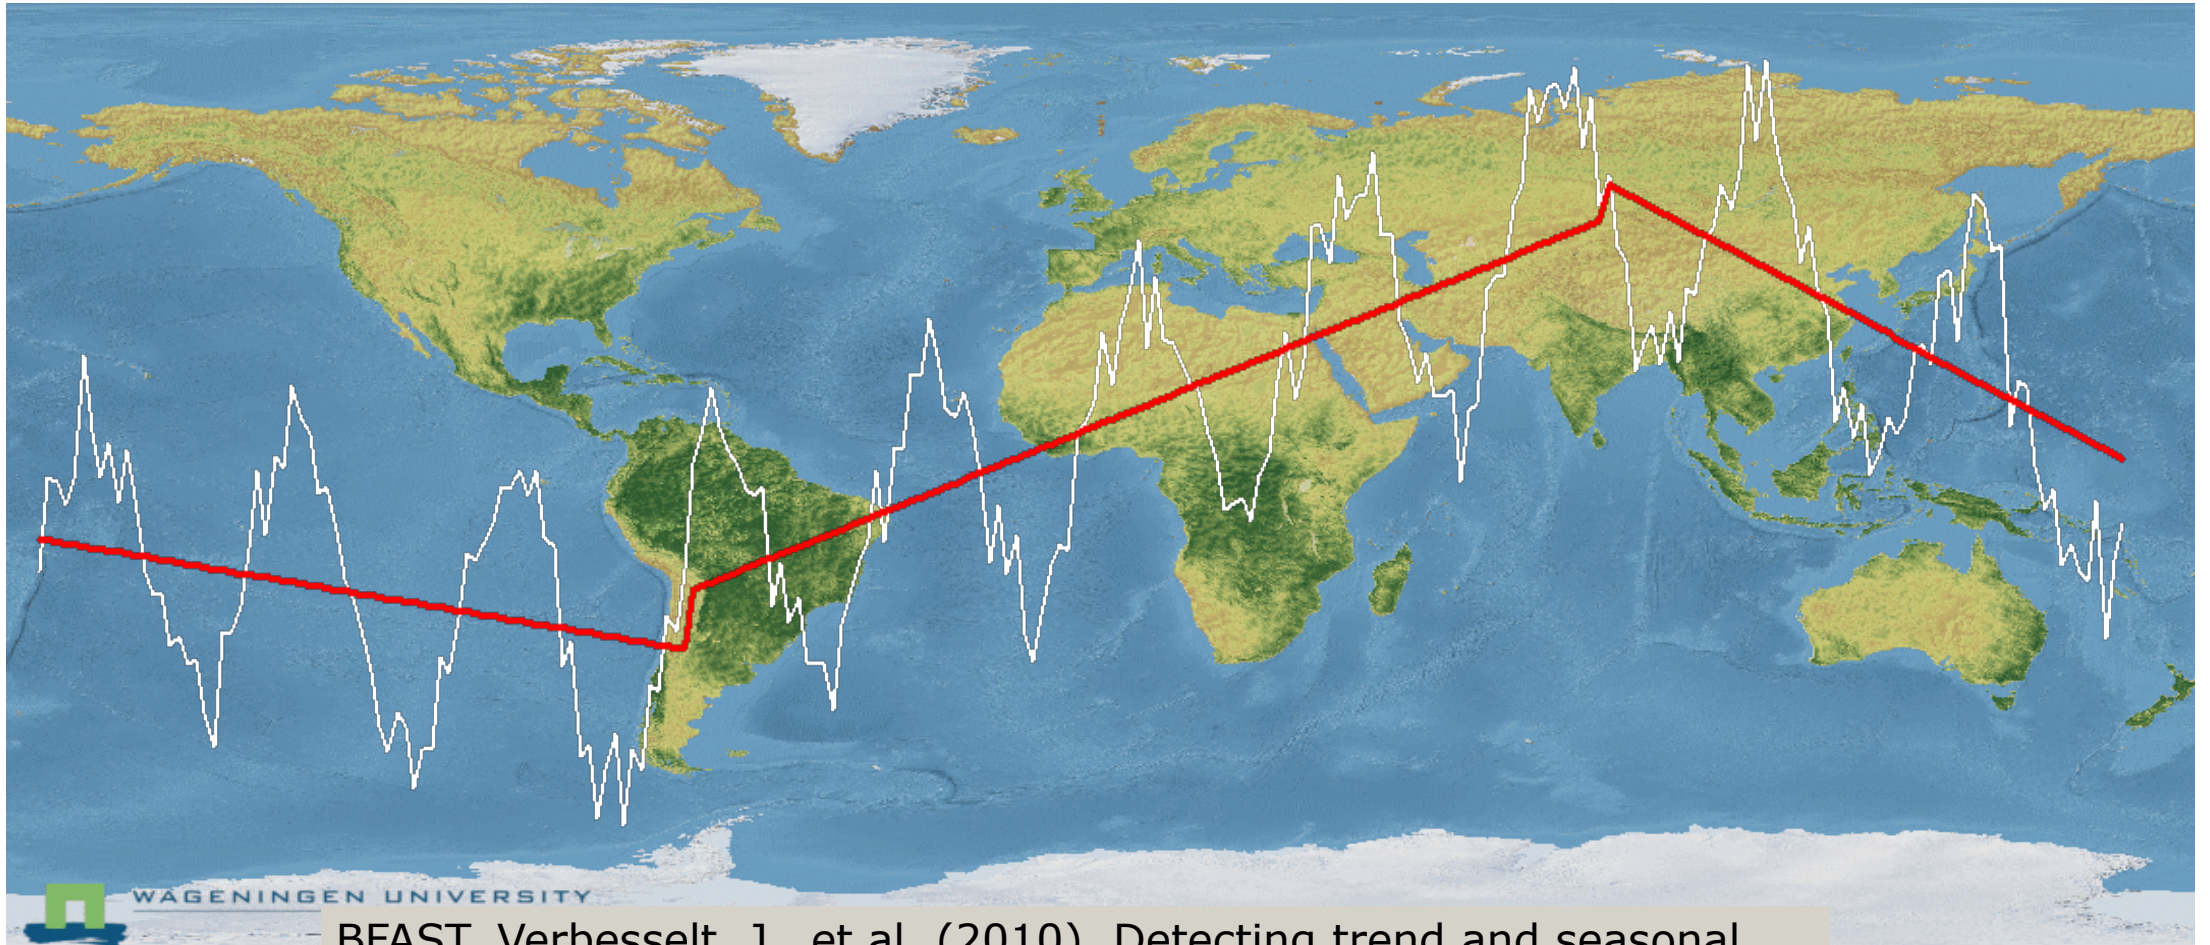 WAGENINGEN UNIVERSITY
BFAST, Verbesselt, J., et al. (2010). Detecting trend and seasonal